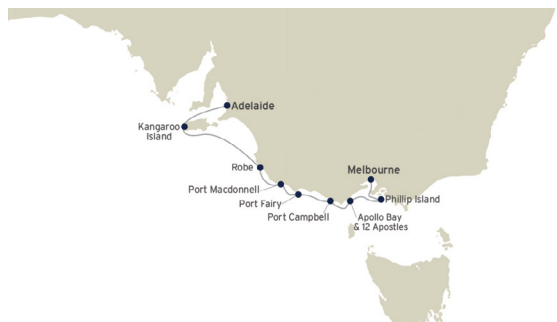 Adelaide
Kangaroo
Island
Robe
Melbourne
Port Macdonnell
Port Fairy
Phillip Island
Port Campbell
Apollo Bay
& 12 Apostles